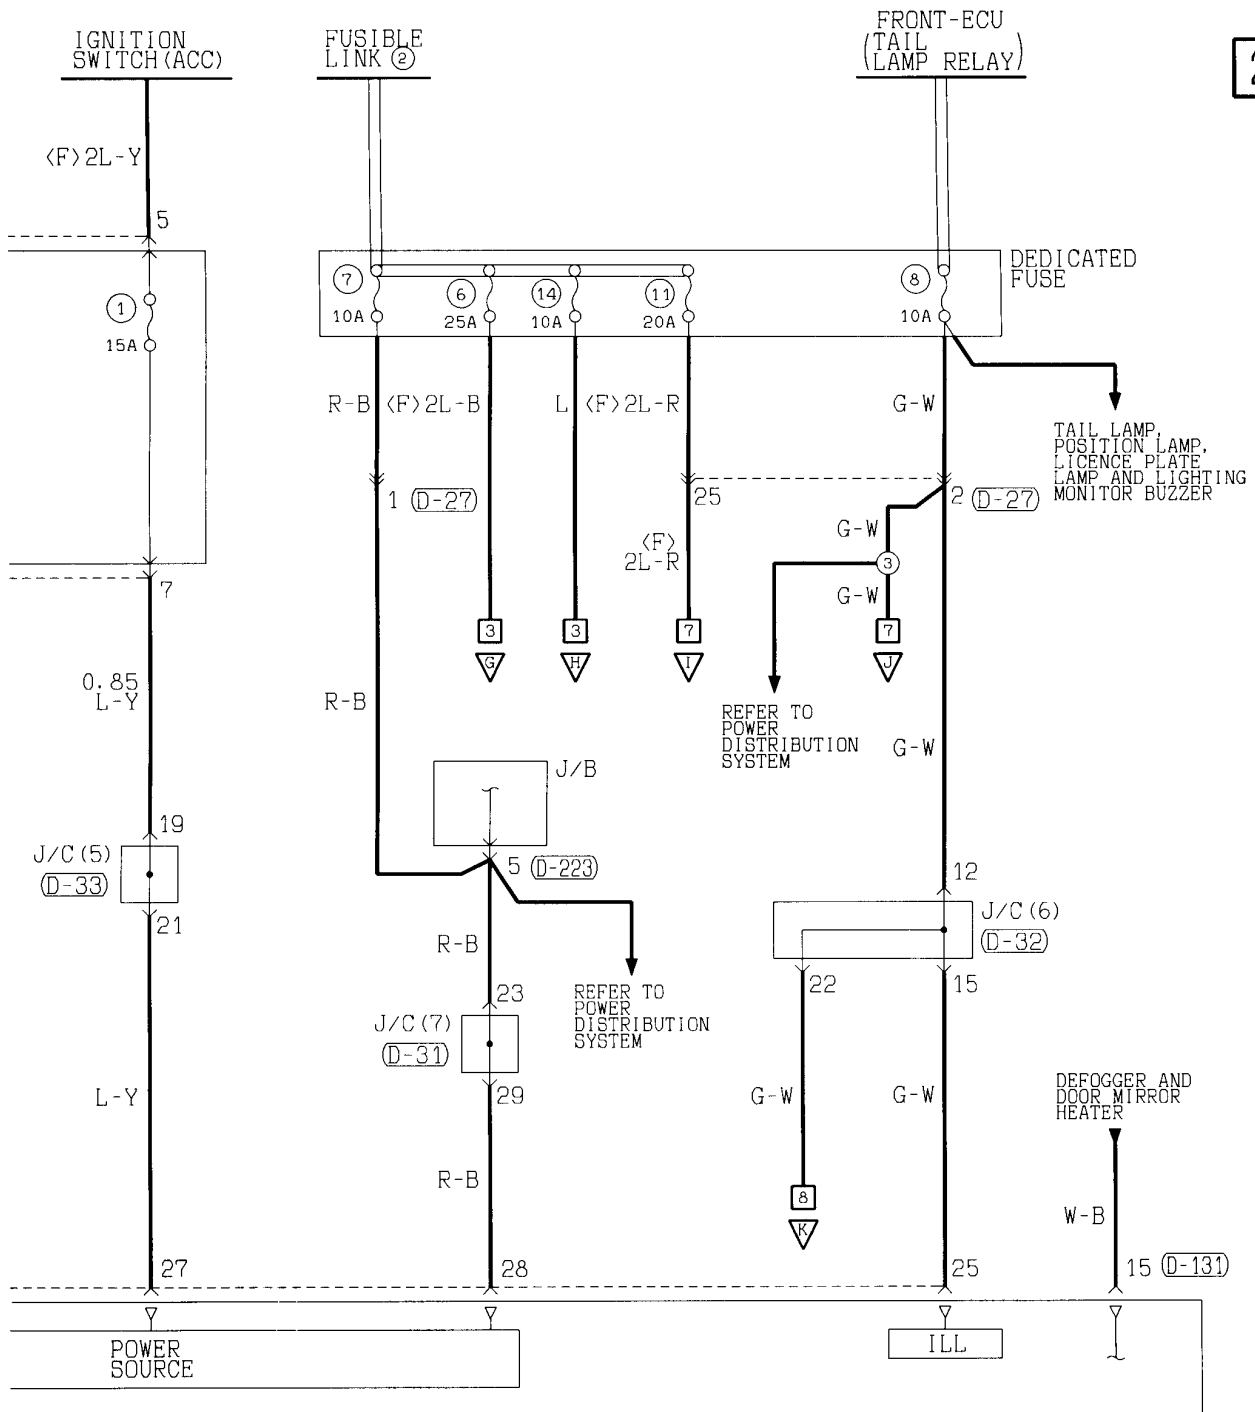 IGNITION
SWITCH(ACC)
FUSIBLE
LINK ②
FRONT-ECU
(TAIL
LAMP RELAY)
2
<F>2L-Y
5
DEDICATED
FUSE
1
15A
7
10A
6
25A
14
10A
11
20A
8
10A
R-B
<F>2L-B
L
<F>2L-R
G-W
TAIL LAMP,
POSITION LAMP,
LICENCE PLATE
LAMP AND LIGHTING
MONITOR BUZZER
1 (D-27)
25
2 (D-27)
G-W
<F>
2L-R
3
G-W
7
3
G
3
H
7
I
7
J
0.85
L-Y
R-B
REFER TO
POWER
DISTRIBUTION
SYSTEM
G-W
J/B
19
J/C(5)
(D-33)
21
5 (D-223)
12
J/C(6)
(D-32)
22
15
R-B
23
REFER TO
POWER
DISTRIBUTION
SYSTEM
J/C(7)
(D-31)
29
L-Y
G-W
G-W
DEFOGGER AND
DOOR MIRROR
HEATER
R-B
8
K
W-B
27
28
25
15 (D-131)
POWER
SOURCE
ILL